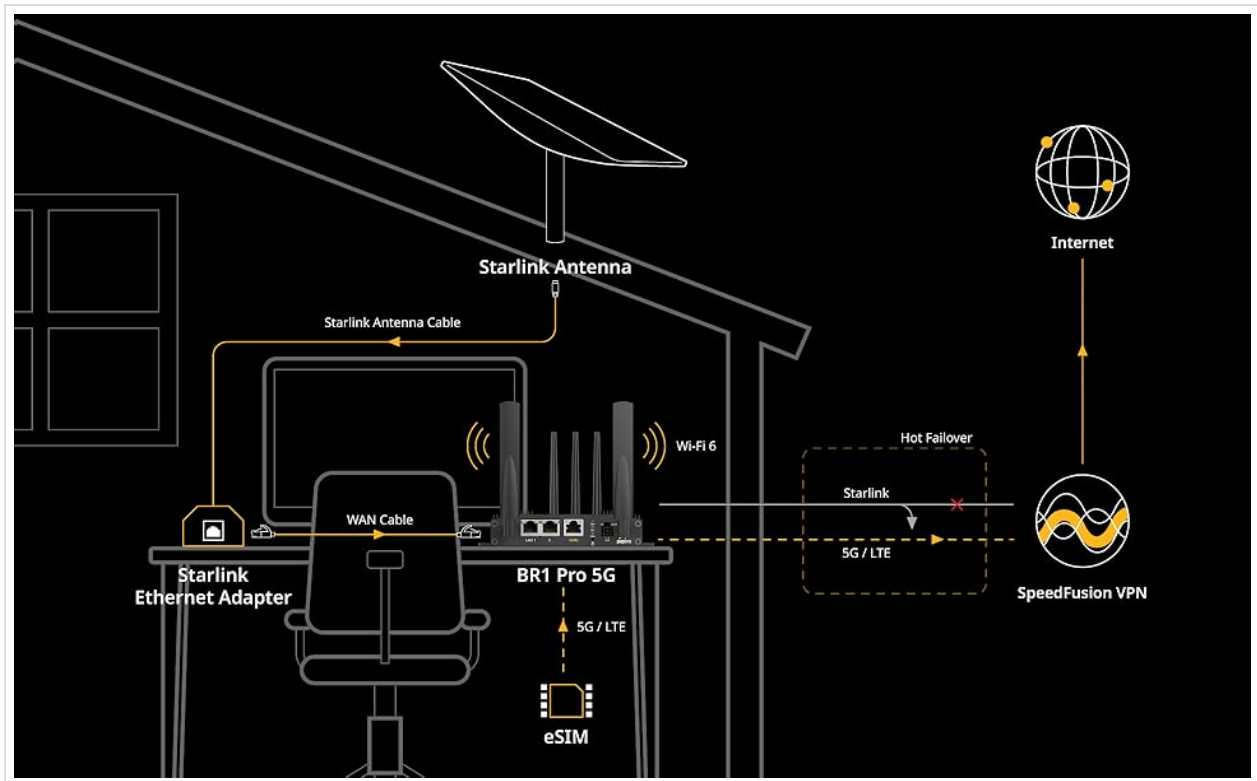 Internet
Starlink Antenna
Starlink Antenna Cable
Hot Failover
Wi-Fi 6
Starlink
WAN Cable
5G / LTE
Starlink
Ethernet Adapter
BR1 Pro 5G
SpeedFusion VPN
5G / LTE
eSIM